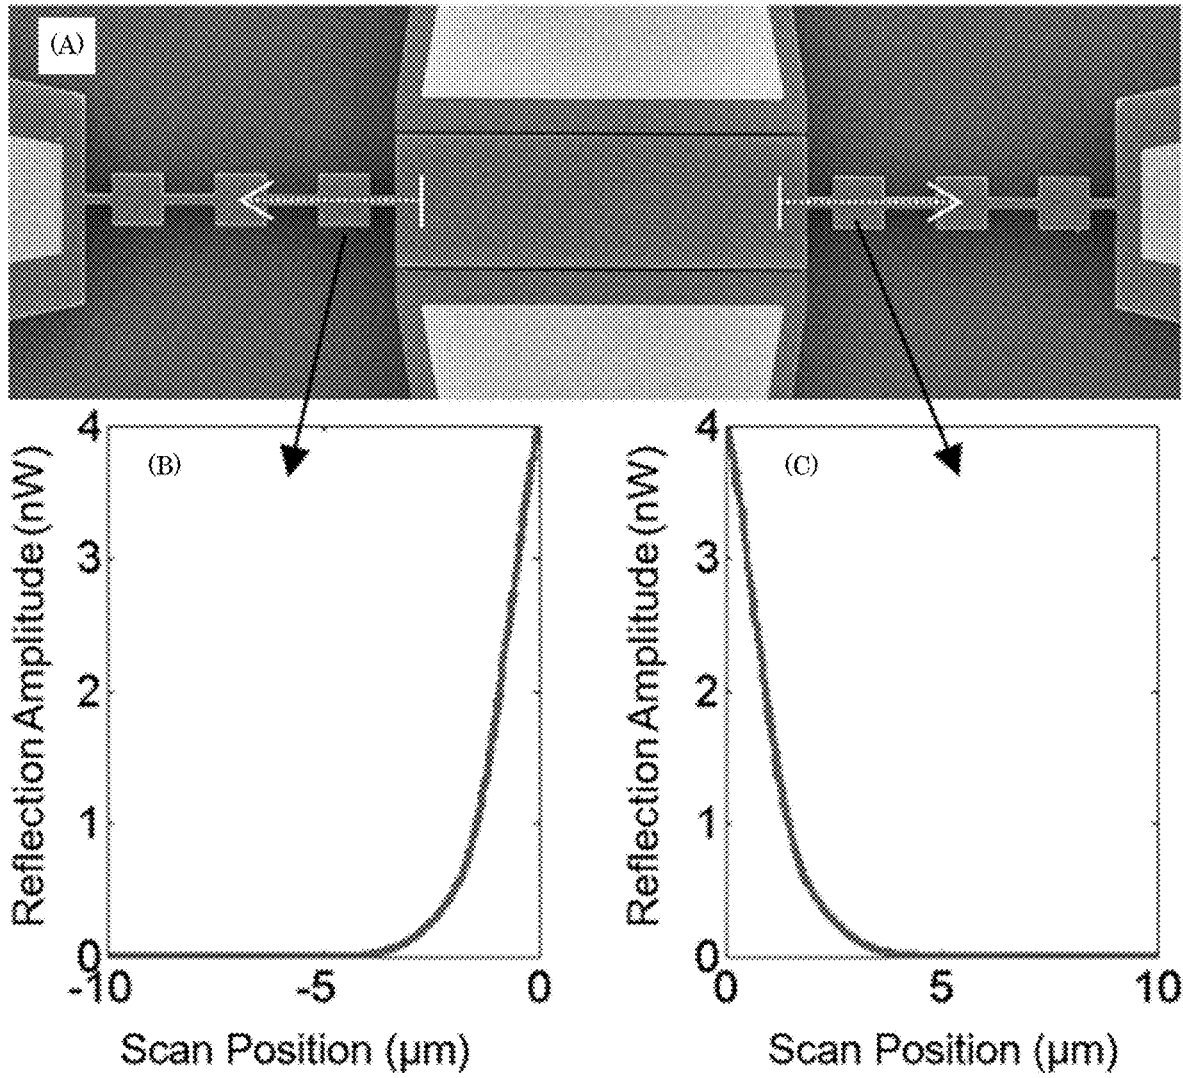 (A)
4
3
2
1
0
-10
-5
0
(B)
Reflection Amplitude (nW)
Scan Position (μm)
4
3
2
1
0
0
5
10
(C)
Reflection Amplitude (nW)
Scan Position (μm)